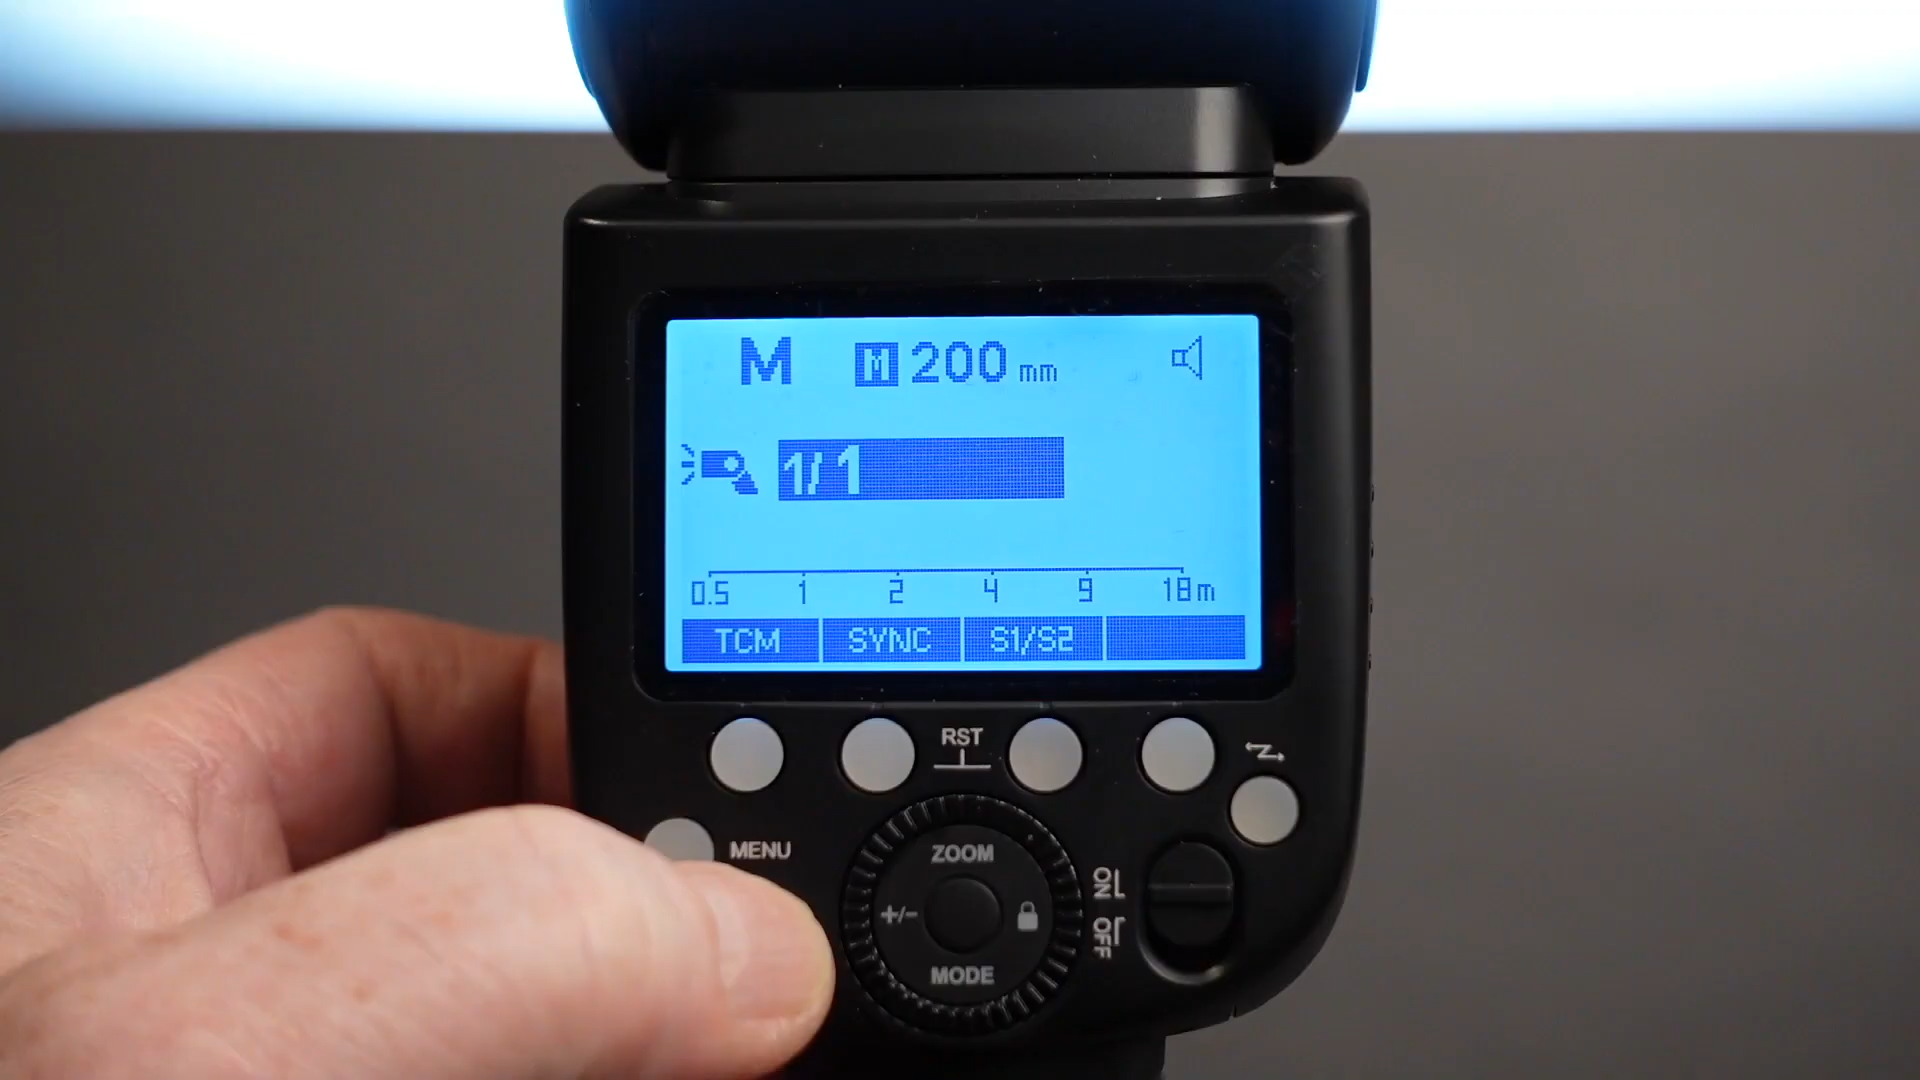 M M 200 mm
1/1
0.5 1 2 4 9 18 m
TCM SYNC S1/S2
RST
MENU
ZOOM
+/-
ON
OFF
MODE